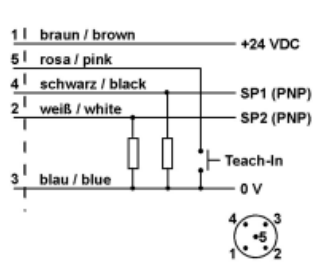 1 braun / brown +24 VDC
5 rosa / pink
4 schwarz / black SP1 (PNP)
2 weiß / white SP2 (PNP)
Teach-In
3 blau / blue 0 V
4 3
5
1 2